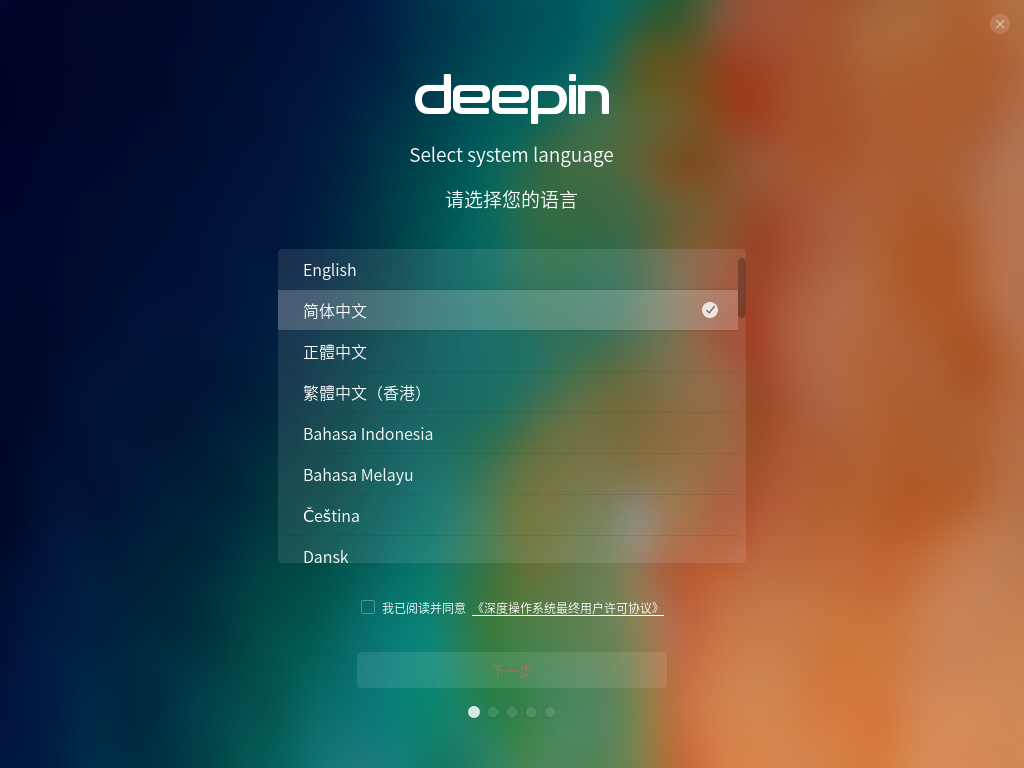 deepin
Select system language
请选择您的语言
English
简体中文
正體中文
繁體中文（香港）
Bahasa Indonesia
Bahasa Melayu
Čeština
Dansk
我已阅读并同意 《深度操作系统最终用户许可协议》
下一步